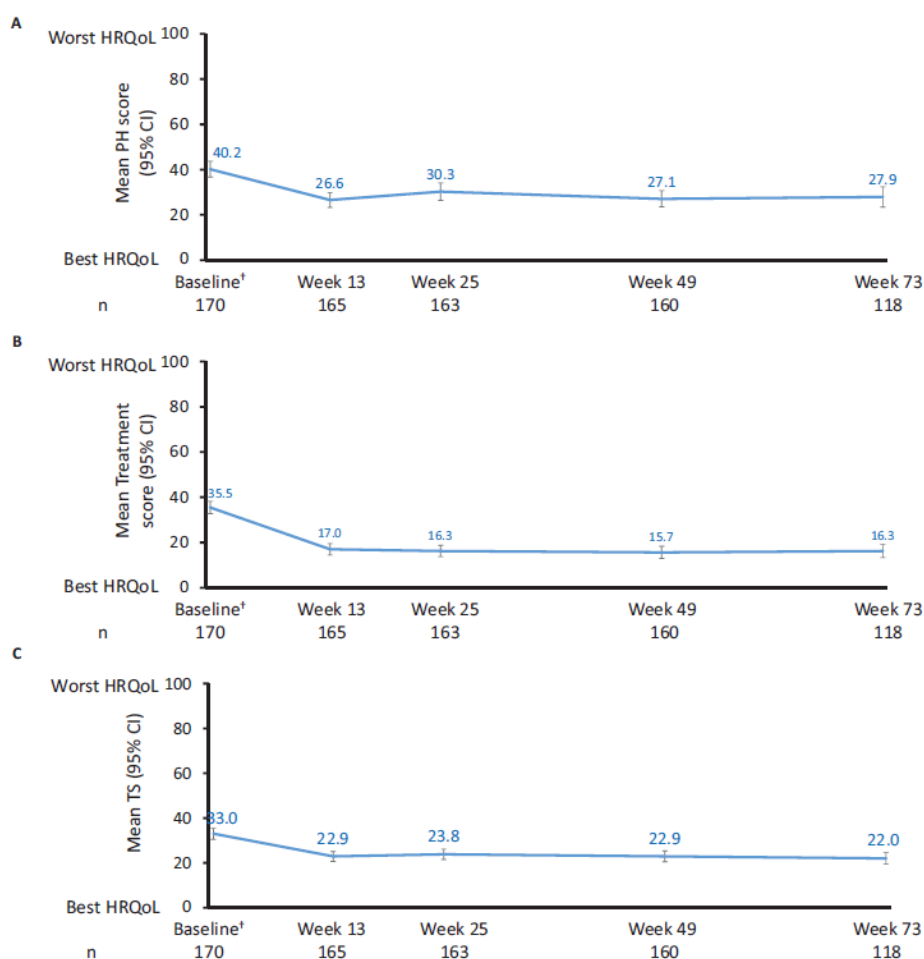 A
Worst HRQoL 100
80
60
40
20
Best HRQoL 0
Mean PH score
(95% CI)
40.2 26.6 30.3 27.1 27.9
Baseline† Week 13 Week 25 Week 49 Week 73
n 170 165 163 160 118
B
Worst HRQoL 100
80
60
40
20
Best HRQoL 0
Mean Treatment
score (95% CI)
35.5 17.0 16.3 15.7 16.3
Baseline† Week 13 Week 25 Week 49 Week 73
n 170 165 163 160 118
C
Worst HRQoL 100
80
60
40
20
Best HRQoL 0
Mean TS (95% CI)
33.0 22.9 23.8 22.9 22.0
Baseline† Week 13 Week 25 Week 49 Week 73
n 170 165 163 160 118